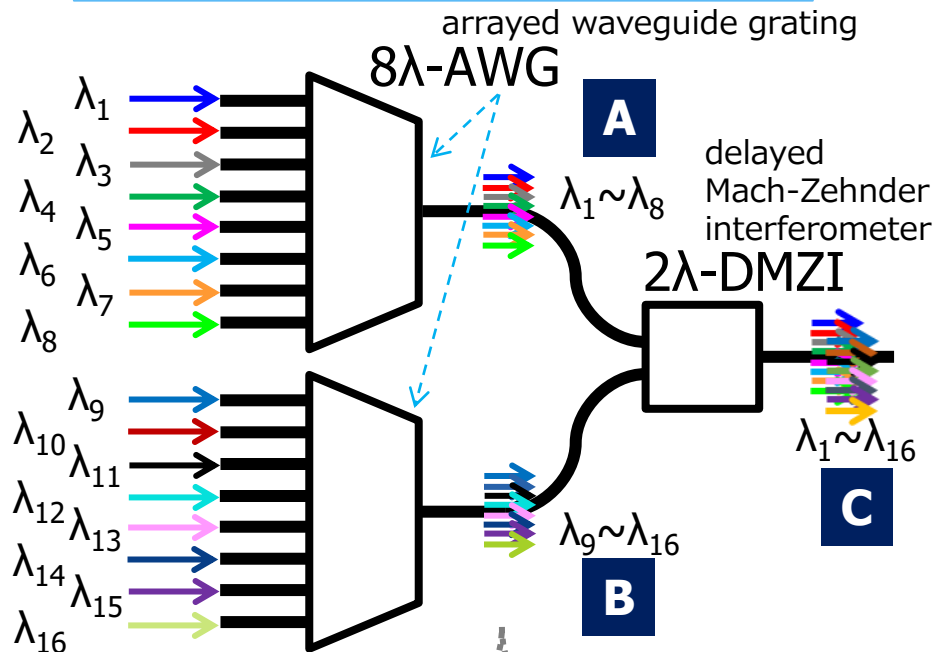 arrayed waveguide grating
8λ-AWG
λ1
λ2
λ3
λ4
λ5
λ6
λ7
λ8
A
λ1~λ8
delayed
Mach-Zehnder
interferometer
2λ-DMZI
λ9
λ10
λ11
λ12
λ13
λ14
λ15
λ16
λ9~λ16
B
λ1~λ16
C